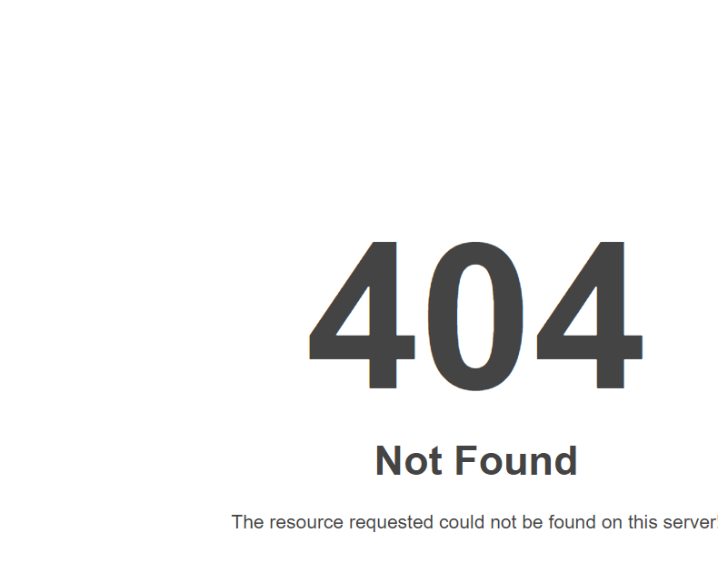 404
Not Found
The resource requested could not be found on this server!